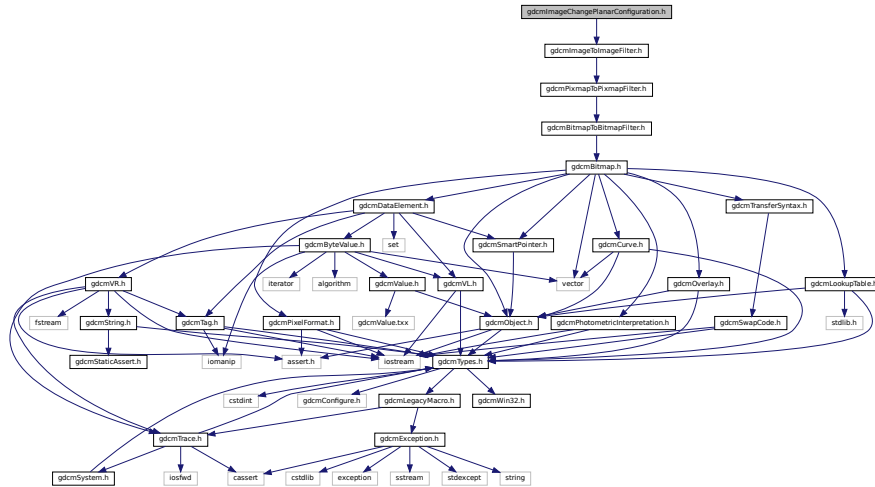 gdcmImageChangePlanarConfiguration.h
gdcmImageToImageFilter.h
gdcmPixmapToPixmapFilter.h
gdcmBitmapToBitmapFilter.h
gdcmBitmap.h
gdcmDataElement.h
gdcmTransferSyntax.h
gdcmByteValue.h
set
gdcmSmartPointer.h
gdcmCurve.h
gdcmVR.h
iterator
algorithm
gdcmValue.h
gdcmVL.h
vector
gdcmOverlay.h
gdcmLookupTable.h
fstream
gdcmString.h
gdcmTag.h
gdcmPixelFormat.h
gdcmValue.txx
gdcmObject.h
gdcmPhotometricInterpretation.h
gdcmSwapCode.h
stdlib.h
gdcmStaticAssert.h
iomanip
assert.h
iostream
gdcmTypes.h
cstdint
gdcmConfigure.h
gdcmLegacyMacro.h
gdcmWin32.h
gdcmTrace.h
gdcmException.h
gdcmSystem.h
iosfwd
cassert
cstdlib
exception
sstream
stdexcept
string